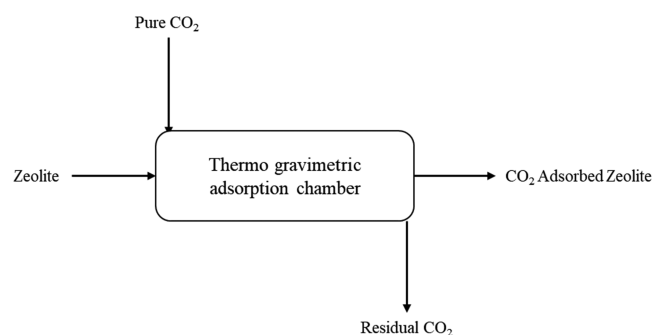 Pure CO₂
Zeolite
Thermo gravimetric
adsorption chamber
CO₂ Adsorbed Zeolite
Residual CO₂